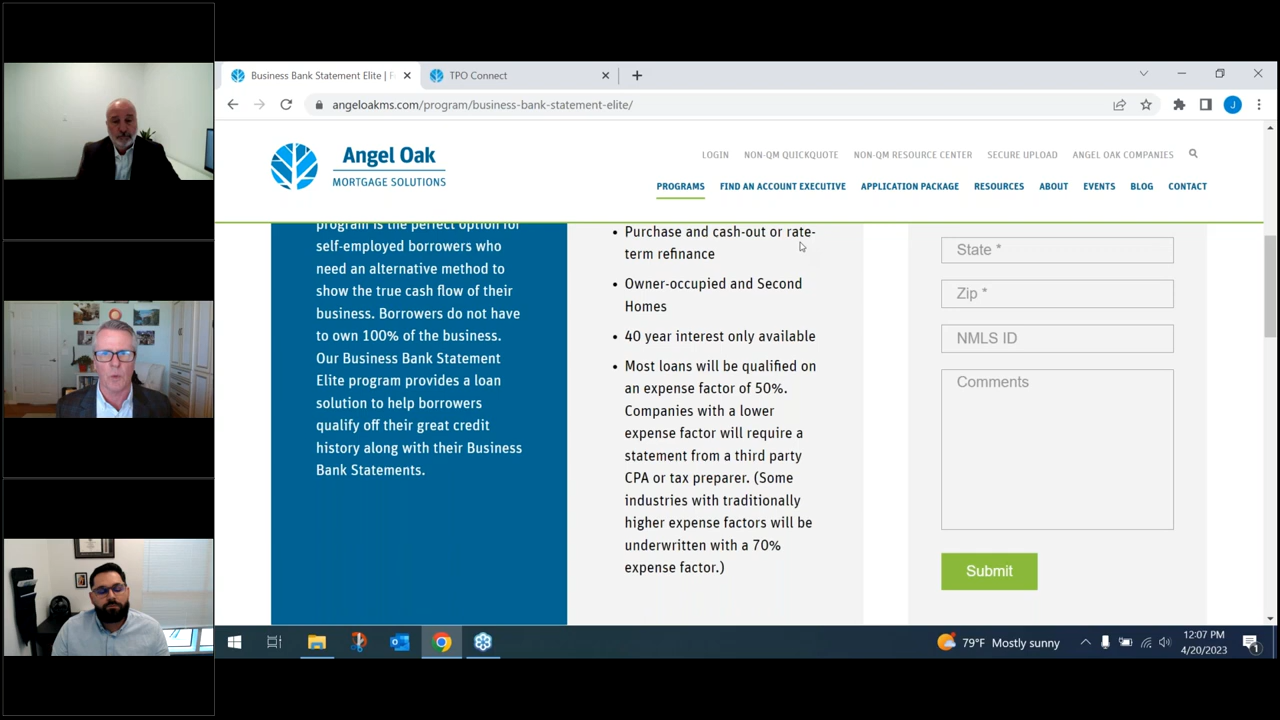 Business Bank Statement Elite | F
TPO Connect
angeloakms.com/program/business-bank-statement-elite/
J
Angel Oak
MORTGAGE SOLUTIONS
LOGIN NON-QM QUICKQUOTE NON-QM RESOURCE CENTER SECURE UPLOAD ANGEL OAK COMPANIES
PROGRAMS FIND AN ACCOUNT EXECUTIVE APPLICATION PACKAGE RESOURCES ABOUT EVENTS BLOG CONTACT
program is the perfect option for
self-employed borrowers who
need an alternative method to
show the true cash flow of their
business. Borrowers do not have
to own 100% of the business.
Our Business Bank Statement
Elite program provides a loan
solution to help borrowers
qualify off their great credit
history along with their Business
Bank Statements.
• Purchase and cash-out or rate-
term refinance
• Owner-occupied and Second
Homes
• 40 year interest only available
• Most loans will be qualified on
an expense factor of 50%.
Companies with a lower
expense factor will require a
statement from a third party
CPA or tax preparer. (Some
industries with traditionally
higher expense factors will be
underwritten with a 70%
expense factor.)
State *
Zip *
NMLS ID
Comments
Submit
79°F Mostly sunny
12:07 PM
4/20/2023
1